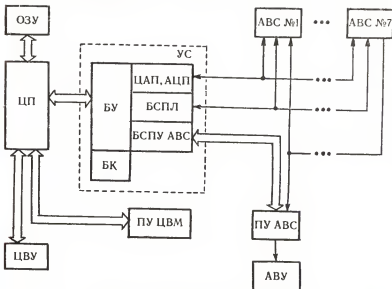 ОЗУ
АВС №1
АВС №7
УС
ЦП
БУ
ЦАП, АЦП
БСПЛ
БСПУ АВС
БК
ПУ ЦВМ
ПУ АВС
ЦВУ
АВУ